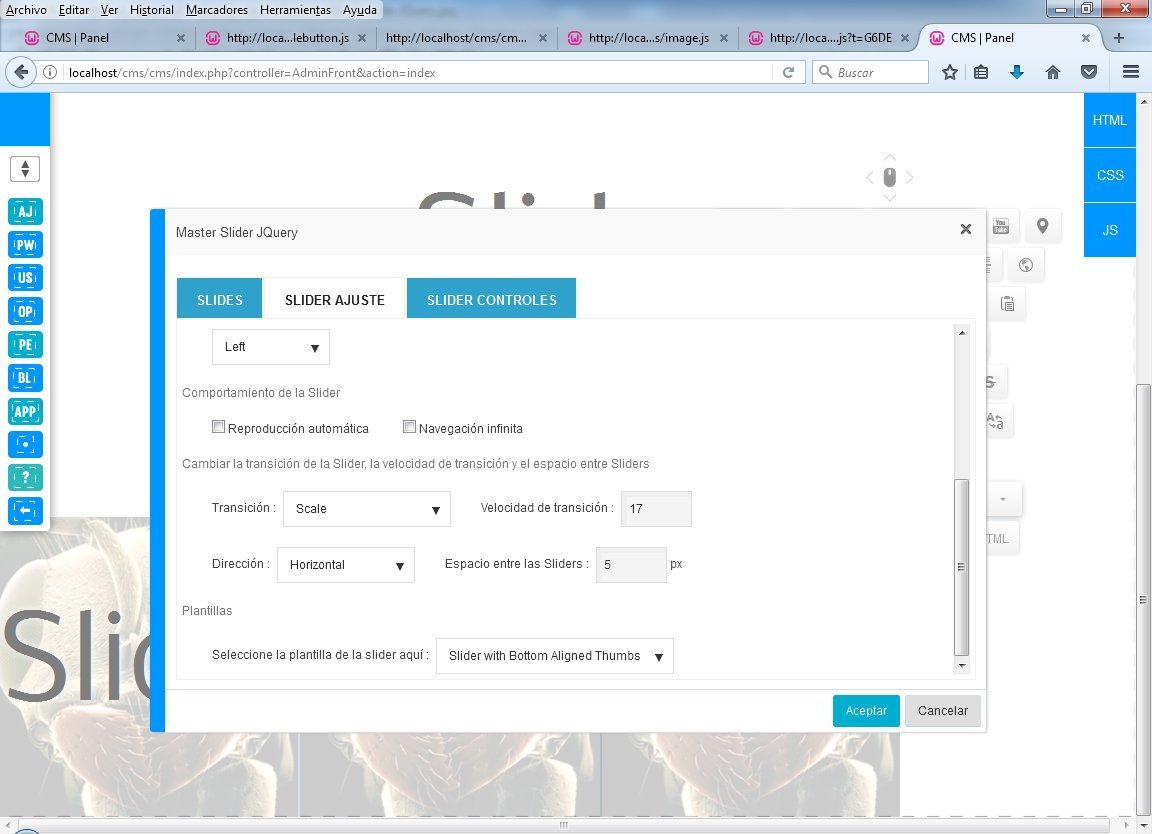 Archivo Editar Ver Historial Marcadores Herramientas Ayuda
CMS | Panel http://loca...lebutton.js http://localhost/cms/cm... http://loca...s/image.js http://loca....js?t=G6DE CMS | Panel
localhost/cms/cms/index.php?controller=AdminFront&action=index Buscar
HTML
CSS
JS
AJ
PW
US
OP
PE
BL
APP
?
You
Tube
S
TML
Master Slider JQuery
SLIDES SLIDER AJUSTE SLIDER CONTROLES
Left
Comportamiento de la Slider
Reproducción automática Navegación infinita
Cambiar la transición de la Slider, la velocidad de transición y el espacio entre Sliders
Transición : Scale Velocidad de transición : 17
Dirección : Horizontal Espacio entre las Sliders : 5 px
Plantillas
Seleccione la plantilla de la slider aquí : Slider with Bottom Aligned Thumbs
Aceptar Cancelar